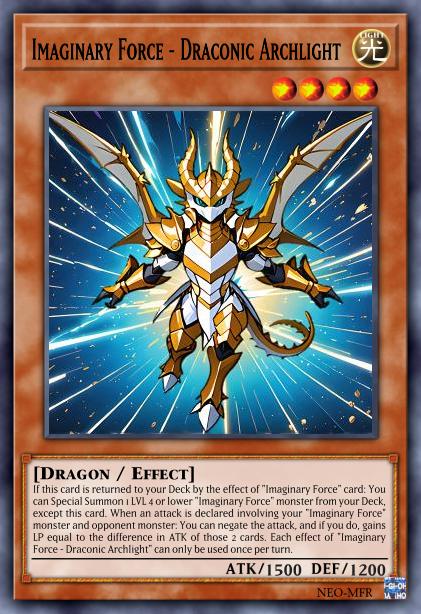 Imaginary Force - Draconic Archlight
LIGHT
光
[Dragon / Effect]
If this card is returned to your Deck by the effect of "Imaginary Force" card: You
can Special Summon 1 LVL 4 or lower "Imaginary Force" monster from your Deck,
except this card. When an attack is declared involving your "Imaginary Force"
monster and opponent monster: You can negate the attack, and if you do, gains
LP equal to the difference in ATK of those 2 cards. Each effect of "Imaginary
Force - Draconic Archlight" can only be used once per turn.
ATK/1500 DEF/1200
NEO-MFR